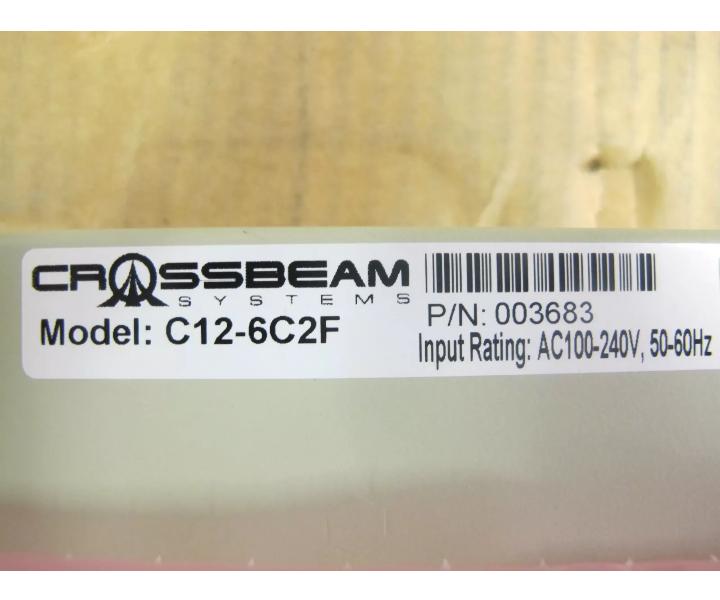 CROSSBEAM
SYSTEMS
Model: C12-6C2F
P/N: 003683
Input Rating: AC100-240V, 50-60Hz